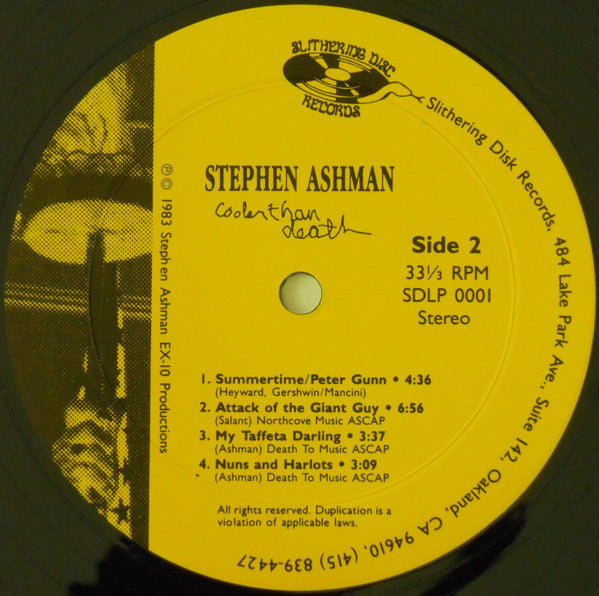 SLITHERING DISC
RECORDS
Slithering Disk Records, 484 Lake Park Ave., Suite 142, Oakland, CA 94610, (415) 839-4427
STEPHEN ASHMAN
cooler than
death
Side 2
33⅓ RPM
SDLP 0001
Stereo
℗ © 1983 Stephen Ashman EX-10 Productions
1. Summertime/Peter Gunn • 4:36
(Heyward, Gershwin/Mancini)
2. Attack of the Giant Guy • 6:56
(Salant) Northcove Music ASCAP
3. My Taffeta Darling • 3:37
(Ashman) Death To Music ASCAP
4. Nuns and Harlots • 3:09
(Ashman) Death To Music ASCAP
All rights reserved. Duplication is a
violation of applicable laws.